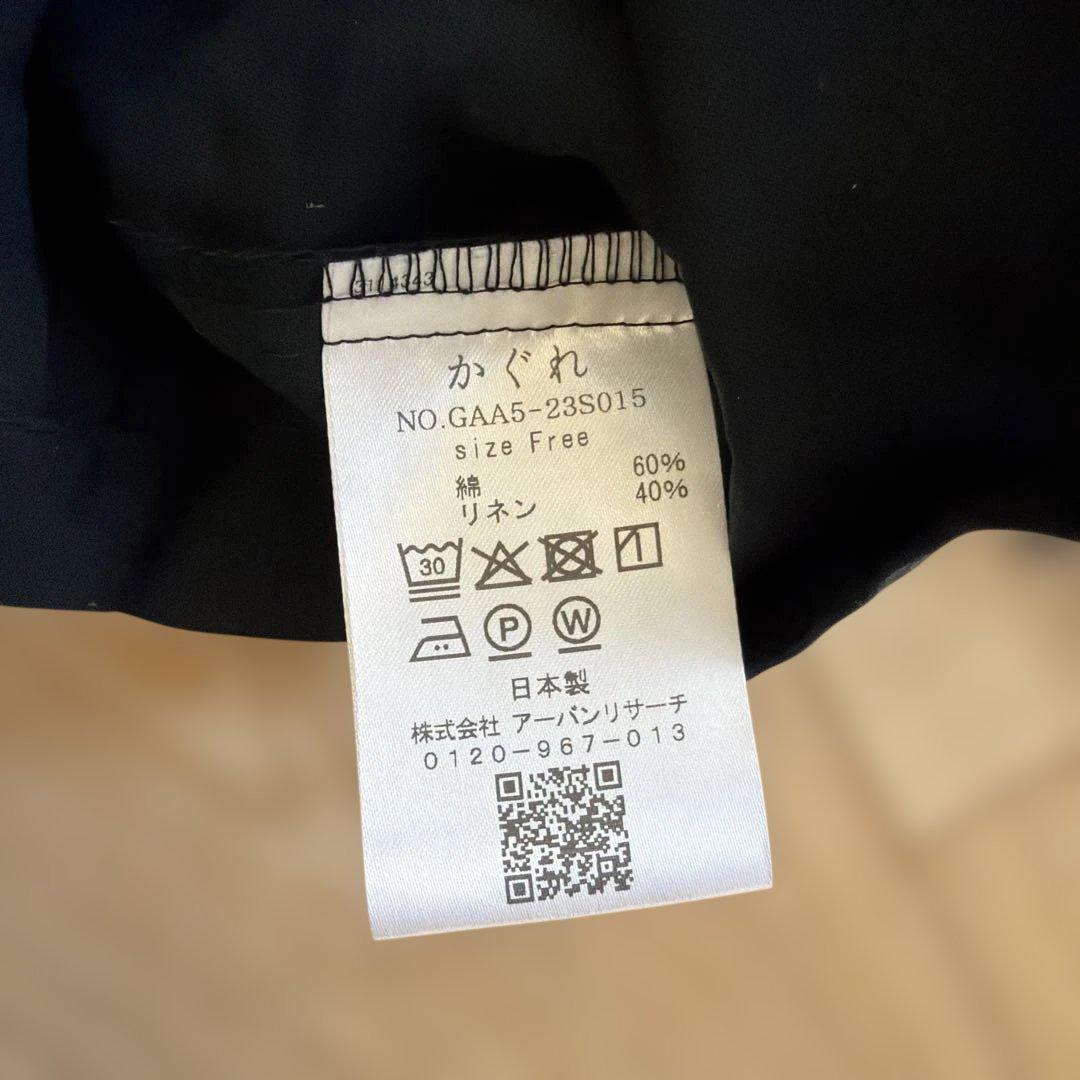 かぐれ
NO.GAA5-23S015
size Free
綿 60%
リネン 40%
30
P W
日本製
株式会社 アーバンリサーチ
0120-967-013